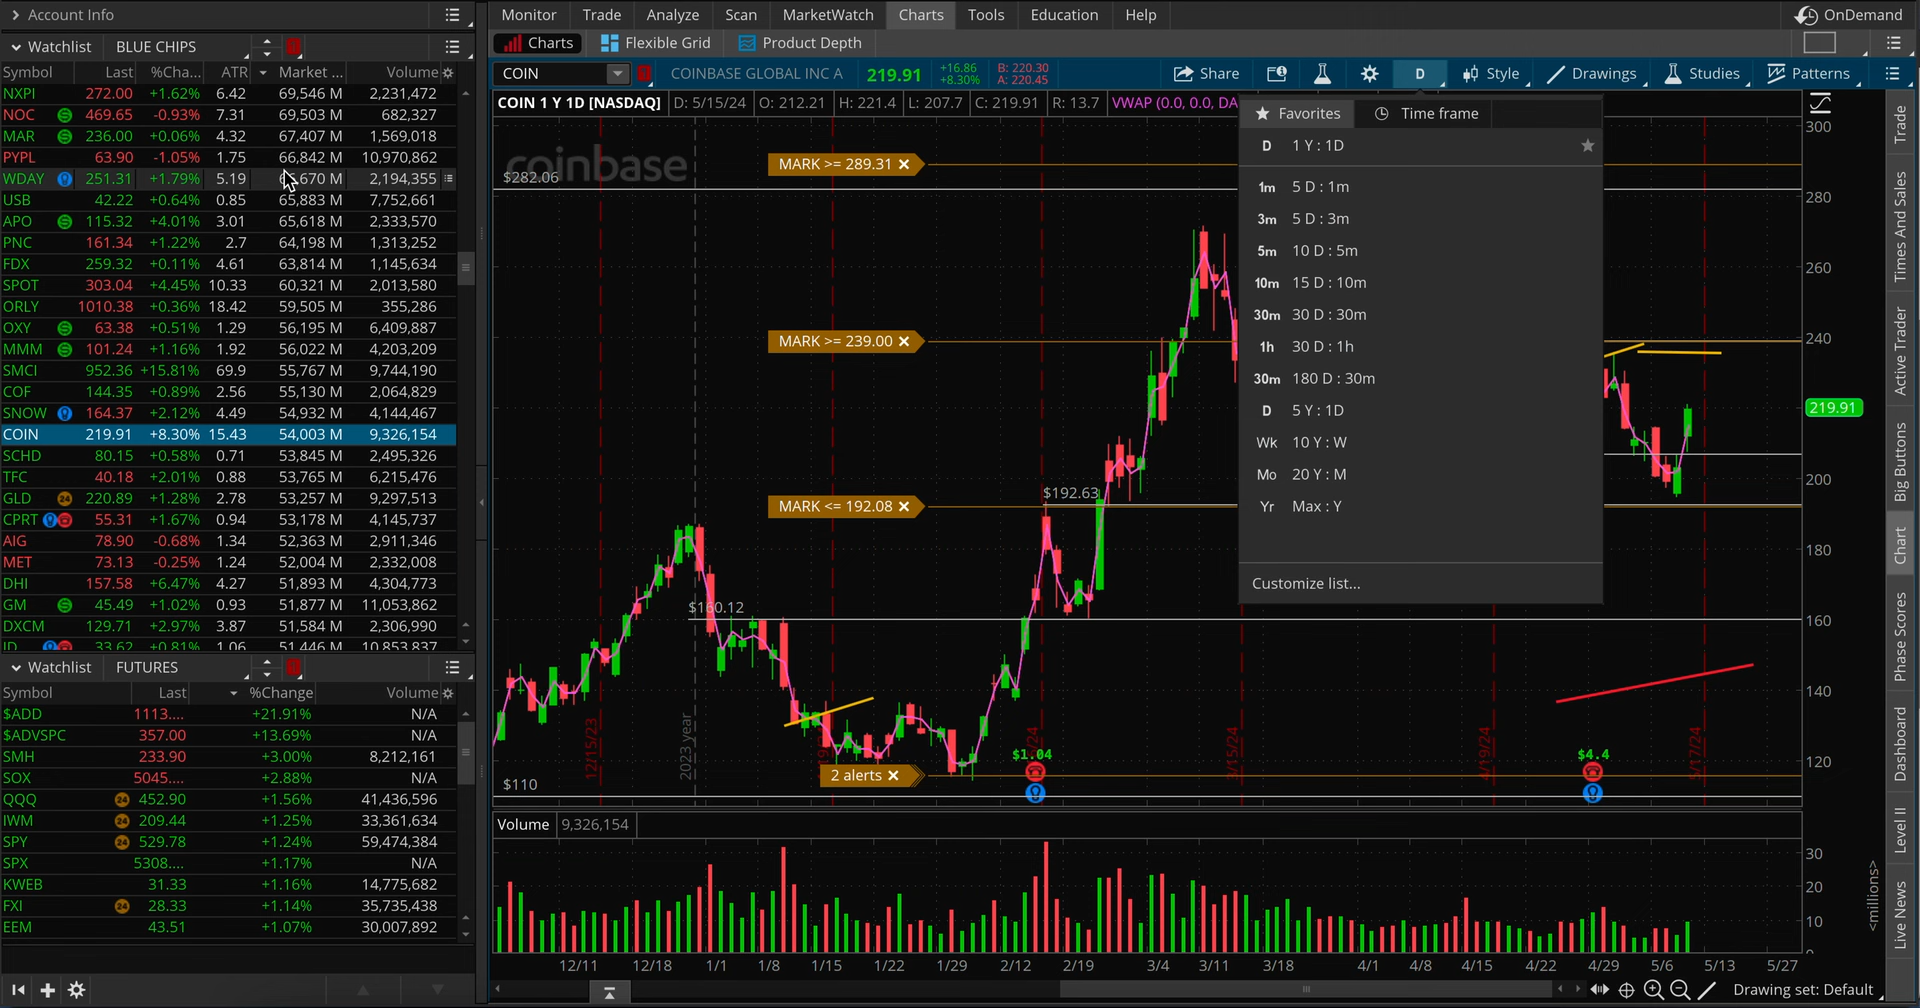 Account Info
Monitor Trade Analyze Scan MarketWatch Charts Tools Education Help OnDemand
Watchlist BLUE CHIPS
Charts Flexible Grid Product Depth
Symbol Last %Cha... ATR Market ... Volume
NXPI 272.00 +1.62% 6.42 69,546 M 2,231,472
NOC 469.65 -0.93% 7.31 69,503 M 682,327
MAR 236.00 +0.06% 4.32 67,407 M 1,569,018
PYPL 63.90 -1.05% 1.75 66,842 M 10,970,862
WDAY 251.31 +1.79% 5.19 670 M 2,194,355
USB 42.22 +0.64% 0.85 65,883 M 7,752,661
APO 115.32 +4.01% 3.01 65,618 M 2,333,570
PNC 161.34 +1.22% 2.7 64,198 M 1,313,252
FDX 259.32 +0.11% 4.61 63,814 M 1,145,634
SPOT 303.04 +4.45% 10.33 60,321 M 2,013,580
ORLY 1010.38 +0.36% 18.42 59,505 M 355,286
OXY 63.38 +0.51% 1.29 56,195 M 6,409,887
MMM 101.24 +1.16% 1.92 56,022 M 4,203,209
SMCI 952.36 +15.81% 69.9 55,767 M 9,744,190
COF 144.35 +0.89% 2.56 55,130 M 2,064,829
SNOW 164.37 +2.12% 4.49 54,932 M 4,144,467
COIN 219.91 +8.30% 15.43 54,003 M 9,326,154
SCHD 80.15 +0.58% 0.71 53,845 M 2,495,326
TFC 40.18 +2.01% 0.88 53,765 M 6,215,476
GLD 24 220.89 +1.28% 2.78 53,257 M 9,297,513
CPRT 55.31 +1.67% 0.94 53,178 M 4,145,737
AIG 78.90 -0.68% 1.34 52,363 M 2,911,346
MET 73.13 -0.25% 1.24 52,004 M 2,332,008
DHI 157.58 +6.47% 4.27 51,893 M 4,304,773
GM 45.49 +1.02% 0.93 51,877 M 11,053,862
DXCM 129.71 +2.97% 3.87 51,584 M 2,306,990
JD 33.62 +0.81% 1.06 51,446 M 10,853,837
Watchlist FUTURES
Symbol Last %Change Volume
$ADD 1113.... +21.91% N/A
$ADVSPC 357.00 +13.69% N/A
SMH 233.90 +3.00% 8,212,161
SOX 5045.... +2.88% N/A
QQQ 24 452.90 +1.56% 41,436,596
IWM 24 209.44 +1.25% 33,361,634
SPY 24 529.78 +1.24% 59,474,384
SPX 5308.... +1.17% N/A
KWEB 31.33 +1.16% 14,775,682
FXI 24 28.33 +1.14% 35,735,438
EEM 43.51 +1.07% 30,007,892
COIN COINBASE GLOBAL INC A 219.91 +16.86 +8.30% B: 220.30 A: 220.45 Share D Style Drawings Studies Patterns
COIN 1 Y 1D [NASDAQ] D: 5/15/24 O: 212.21 H: 221.4 L: 207.7 C: 219.91 R: 13.7 VWAP (0.0, 0.0, DA
Favorites Time frame
D 1 Y : 1D
1m 5 D : 1m
3m 5 D : 3m
5m 10 D : 5m
10m 15 D : 10m
30m 30 D : 30m
1h 30 D : 1h
30m 180 D : 30m
D 5 Y : 1D
Wk 10 Y : W
Mo 20 Y : M
Yr Max : Y
Customize list...
coinbase
MARK >= 289.31
$282.06
MARK >= 239.00
$192.63
MARK <= 192.08
$160.12
2 alerts
$110
$1.04
$4.4
12/15/23
2023 year
3/15/24
4/19/24
5/17/24
300
280
260
240
219.91
200
180
160
140
120
Volume 9,326,154
30
20
10
0
<millions>
12/11 12/18 1/1 1/8 1/15 1/22 1/29 2/12 2/19 3/4 3/11 3/18 4/1 4/8 4/15 4/22 4/29 5/6 5/13 5/27
Drawing set: Default
Trade
Times And Sales
Active Trader
Big Buttons
Chart
Phase Scores
Dashboard
Level II
Live News